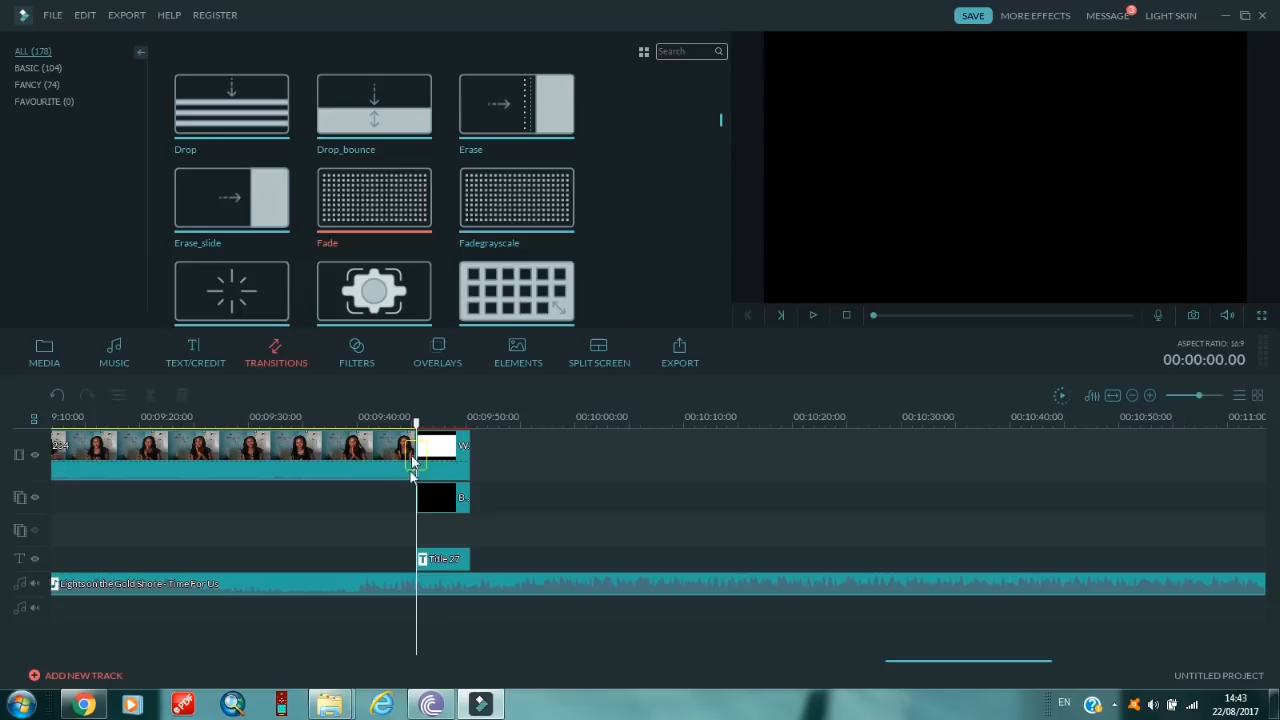 FILE EDIT EXPORT HELP REGISTER SAVE MORE EFFECTS MESSAGE 3 LIGHT SKIN
ALL (178)
BASIC (104)
FANCY (74)
FAVOURITE (0)
Search
Drop Drop_bounce Erase
Erase_slide Fade Fadegrayscale
MEDIA MUSIC TEXT/CREDIT TRANSITIONS FILTERS OVERLAYS ELEMENTS SPLIT SCREEN EXPORT
ASPECT RATIO: 16:9
00:00:00.00
9:10:00 00:09:20:00 00:09:30:00 00:09:40:00 00:09:50:00 00:10:00:00 00:10:10:00 00:10:20:00 00:10:30:00 00:10:40:00 00:10:50:00 00:11:0
1234 W
B..
T Title 27
Lights on the Gold Shore - Time For Us
ADD NEW TRACK
UNTITLED PROJECT
PDF
EN
14:43
22/08/2017